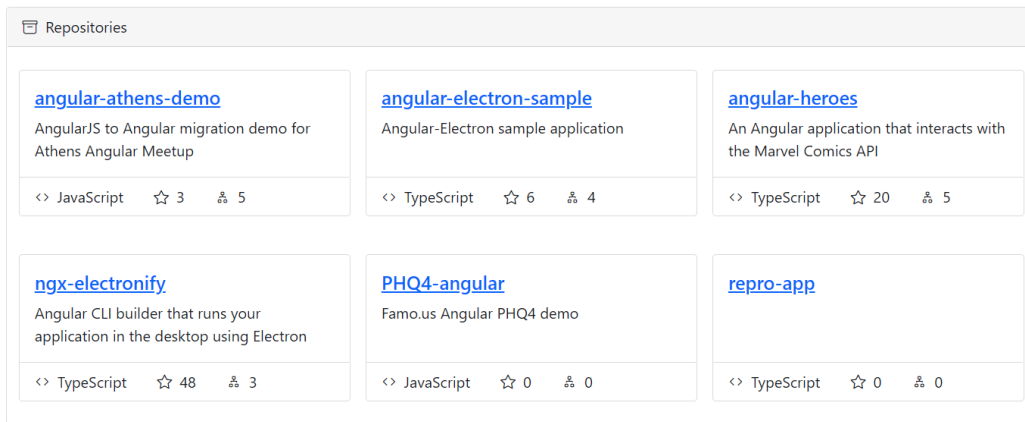 Repositories
angular-athens-demo
AngularJS to Angular migration demo for
Athens Angular Meetup
JavaScript 3 5
angular-electron-sample
Angular-Electron sample application
TypeScript 6 4
angular-heroes
An Angular application that interacts with
the Marvel Comics API
TypeScript 20 5
ngx-electronify
Angular CLI builder that runs your
application in the desktop using Electron
TypeScript 48 3
PHQ4-angular
Famo.us Angular PHQ4 demo
JavaScript 0 0
repro-app
TypeScript 0 0